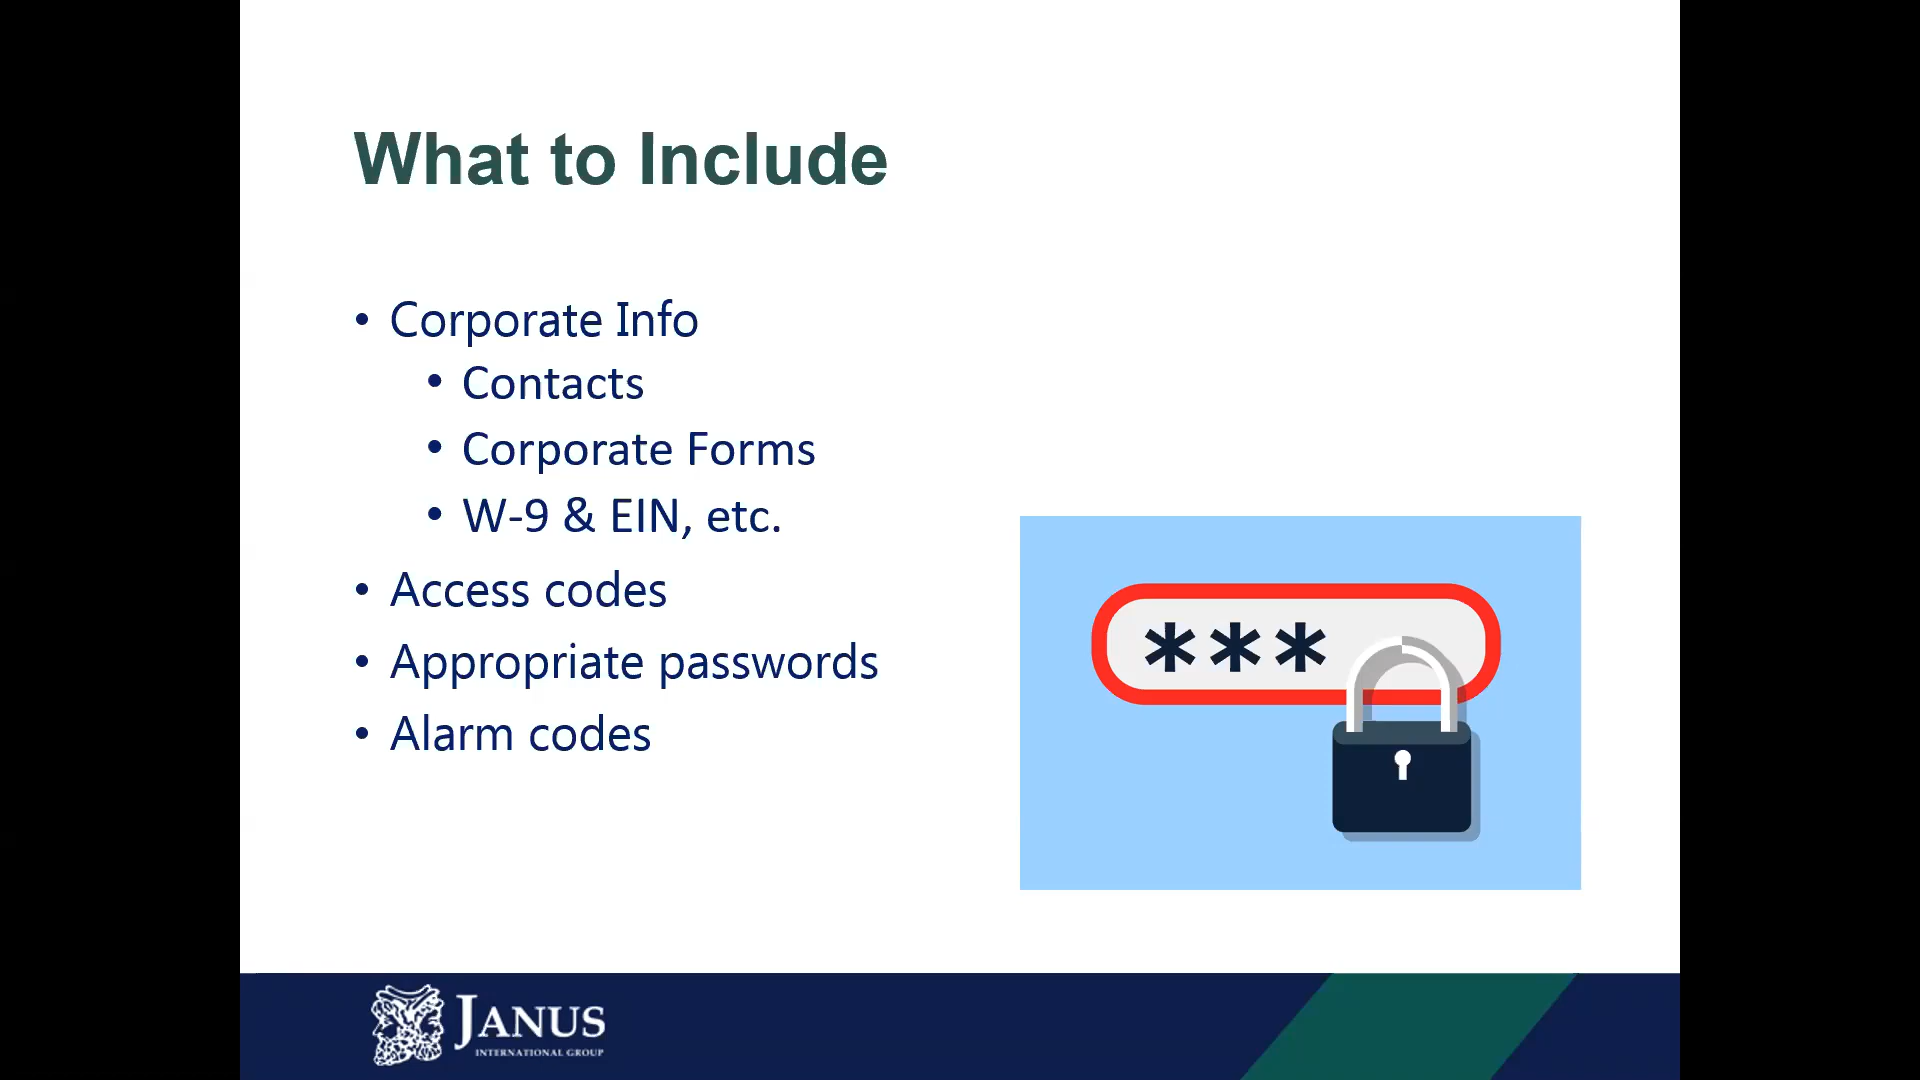 What to Include
• Corporate Info
• Contacts
• Corporate Forms
• W-9 & EIN, etc.
• Access codes
• Appropriate passwords
• Alarm codes
***
JANUS
INTERNATIONAL GROUP